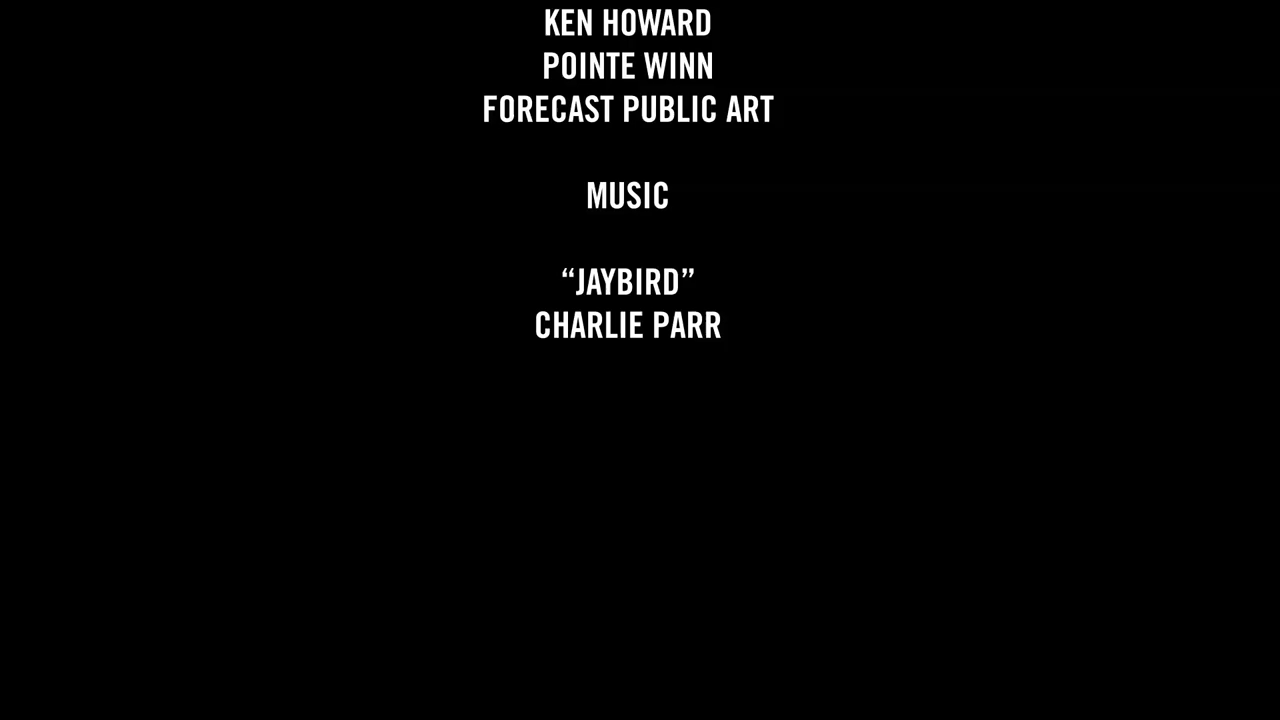 KEN HOWARD
POINTE WINN
FORECAST PUBLIC ART
MUSIC
“JAYBIRD”
CHARLIE PARR